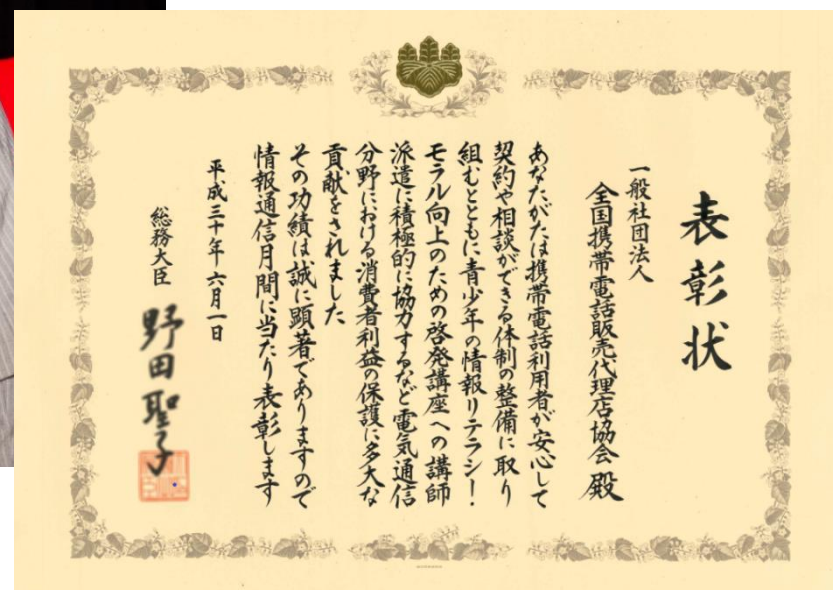 表彰状
一般社団法人
全国携帯電話販売代理店協会 殿
あなたがたは携帯電話利用者が安心して
契約や相談ができる体制の整備に取り
組むとともに青少年の情報リテラシー
モラル向上のための啓発講座への講師
派遣に積極的に協力するなど電気通信
分野における消費者利益の保護に多大な
貢献をされました
その功績は誠に顕著でありますので
情報通信月間に当たり表彰します
平成三十年六月一日
総務大臣 野田聖子